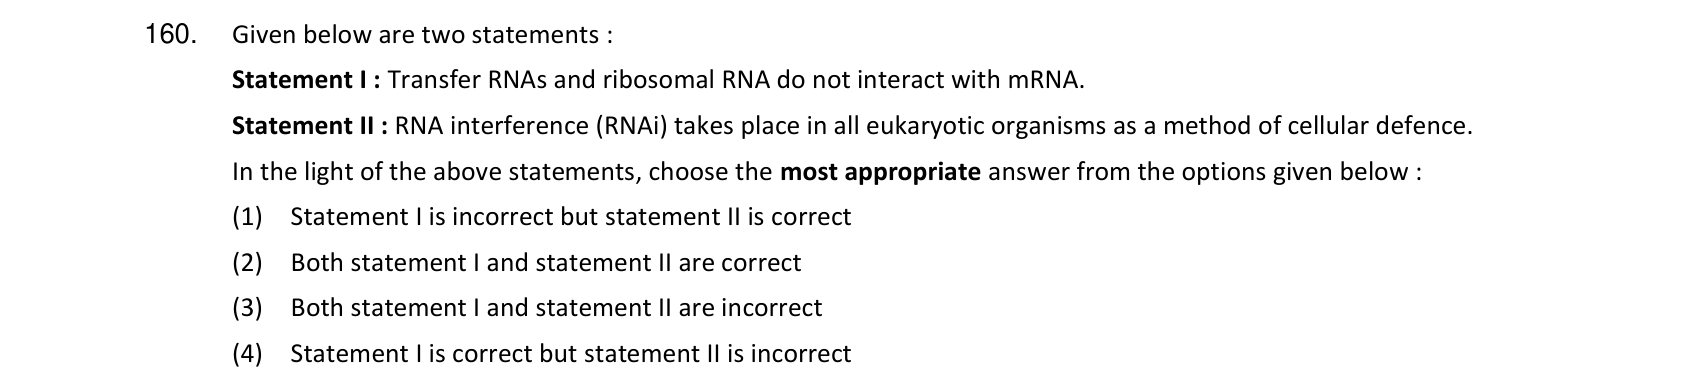 160. Given below are two statements :
Statement I : Transfer RNAs and ribosomal RNA do not interact with mRNA.
Statement II : RNA interference (RNAi) takes place in all eukaryotic organisms as a method of cellular defence.
In the light of the above statements, choose the most appropriate answer from the options given below :
(1) Statement I is incorrect but statement II is correct
(2) Both statement I and statement II are correct
(3) Both statement I and statement II are incorrect
(4) Statement I is correct but statement II is incorrect